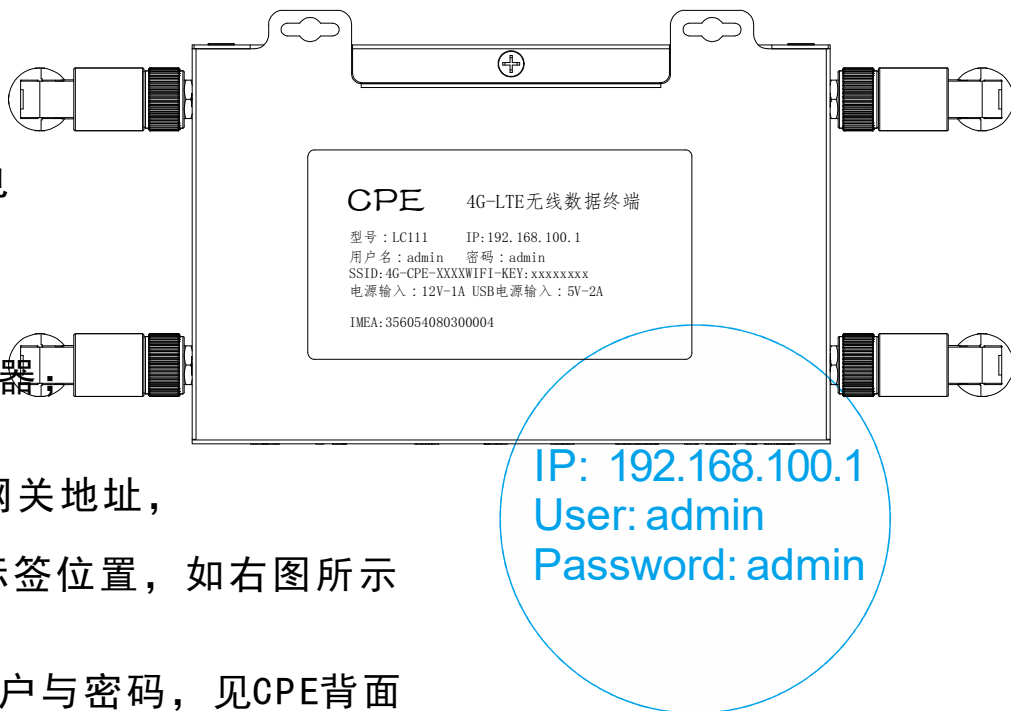 CPE 4G-LTE无线数据终端
型号：LC111 IP:192.168.100.1
用户名：admin 密码：admin
SSID:4G-CPE-XXXXWIFI-KEY:xxxxxxxx
电源输入：12V-1A USB电源输入：5V-2A
IMEA:356054080300004
器；
网关地址，
标签位置，如右图所示
户与密码，见CPE背面
IP: 192.168.100.1
User: admin
Password: admin